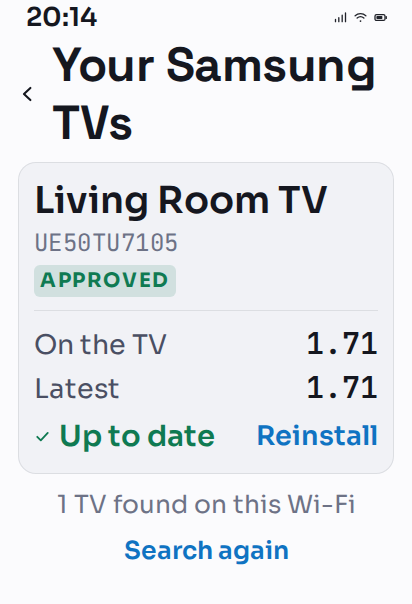 20:14
Your Samsung
TVs
Living Room TV
UE50TU7105
APPROVED
On the TV 1.71
Latest 1.71
Up to date Reinstall
1 TV found on this Wi-Fi
Search again